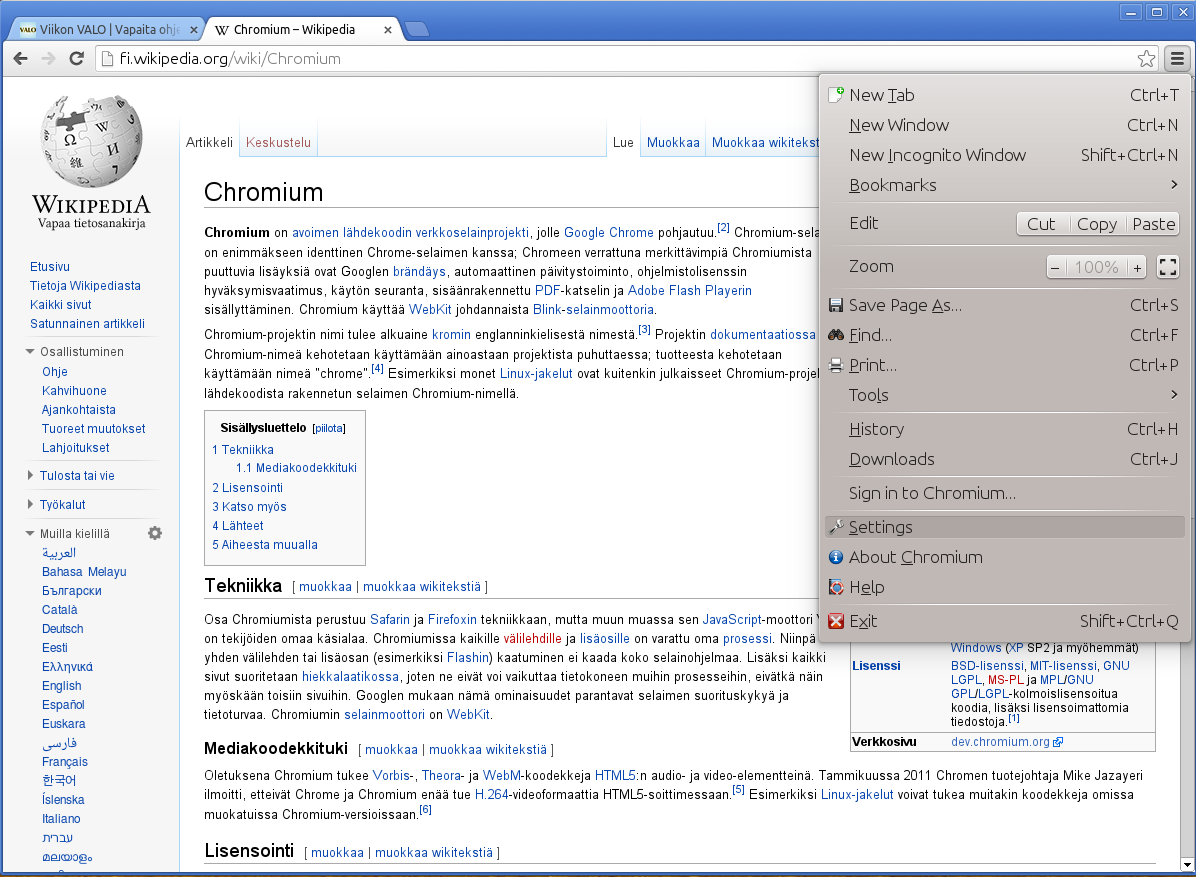 VALO Viikon VALO | Vapaita ohje
W Chromium – Wikipedia
fi.wikipedia.org/wiki/Chromium
New Tab Ctrl+T
New Window Ctrl+N
New Incognito Window Shift+Ctrl+N
Bookmarks
Edit Cut Copy Paste
Zoom – 100% +
Save Page As... Ctrl+S
Find... Ctrl+F
Print... Ctrl+P
Tools
History Ctrl+H
Downloads Ctrl+J
Sign in to Chromium...
Settings
About Chromium
Help
Exit Shift+Ctrl+Q
WIKIPEDIA
Vapaa tietosanakirja
Etusivu
Tietoja Wikipediasta
Kaikki sivut
Satunnainen artikkeli
Osallistuminen
Ohje
Kahvihuone
Ajankohtaista
Tuoreet muutokset
Lahjoitukset
Tulosta tai vie
Työkalut
Muilla kielillä
العربية
Bahasa Melayu
Български
Català
Deutsch
Eesti
Ελληνικά
English
Español
Euskara
فارسی
Français
한국어
Íslenska
Italiano
עברית
മലയാളം
Artikkeli Keskustelu Lue Muokkaa Muokkaa wikitekst
Chromium
Chromium on avoimen lähdekoodin verkkoselainprojekti, jolle Google Chrome pohjautuu.[2] Chromium-sela
on enimmäkseen identtinen Chrome-selaimen kanssa; Chromeen verrattuna merkittävimpiä Chromiumista
puuttuvia lisäyksiä ovat Googlen brändäys, automaattinen päivitystoiminto, ohjelmistolisenssin
hyväksymisvaatimus, käytön seuranta, sisäänrakennettu PDF-katselin ja Adobe Flash Playerin
sisällyttäminen. Chromium käyttää WebKit johdannaista Blink-selainmoottoria.
Chromium-projektin nimi tulee alkuaine kromin englanninkielisestä nimestä.[3] Projektin dokumentaatiossa
Chromium-nimeä kehotetaan käyttämään ainoastaan projektista puhuttaessa; tuotteesta kehotetaan
käyttämään nimeä "chrome".[4] Esimerkiksi monet Linux-jakelut ovat kuitenkin julkaisseet Chromium-projek
lähdekoodista rakennetun selaimen Chromium-nimellä.
Sisällysluettelo [piilota]
1 Tekniikka
1.1 Mediakoodekkituki
2 Lisensointi
3 Katso myös
4 Lähteet
5 Aiheesta muualla
Tekniikka [ muokkaa | muokkaa wikitekstiä ]
Osa Chromiumista perustuu Safarin ja Firefoxin tekniikkaan, mutta muun muassa sen JavaScript-moottori V
on tekijöiden omaa käsialaa. Chromiumissa kaikille välilehdille ja lisäosille on varattu oma prosessi. Niinpä
yhden välilehden tai lisäosan (esimerkiksi Flashin) kaatuminen ei kaada koko selainohjelmaa. Lisäksi kaikki
sivut suoritetaan hiekkalaatikossa, joten ne eivät voi vaikuttaa tietokoneen muihin prosesseihin, eivätkä näin
myöskään toisiin sivuihin. Googlen mukaan nämä ominaisuudet parantavat selaimen suorituskykyä ja
tietoturvaa. Chromiumin selainmoottori on WebKit.
Windows (XP SP2 ja myöhemmät)
Lisenssi BSD-lisenssi, MIT-lisenssi, GNU
LGPL, MS-PL ja MPL/GNU
GPL/LGPL-kolmoislisensoitua
koodia, lisäksi lisensoimattomia
tiedostoja.[1]
Verkkosivu dev.chromium.org
Mediakoodekkituki [ muokkaa | muokkaa wikitekstiä ]
Oletuksena Chromium tukee Vorbis-, Theora- ja WebM-koodekkeja HTML5:n audio- ja video-elementteinä. Tammikuussa 2011 Chromen tuotejohtaja Mike Jazayeri
ilmoitti, etteivät Chrome ja Chromium enää tue H.264-videoformaattia HTML5-soittimessaan.[5] Esimerkiksi Linux-jakelut voivat tukea muitakin koodekkeja omissa
muokatuissa Chromium-versioissaan.[6]
Lisensointi [ muokkaa | muokkaa wikitekstiä ]